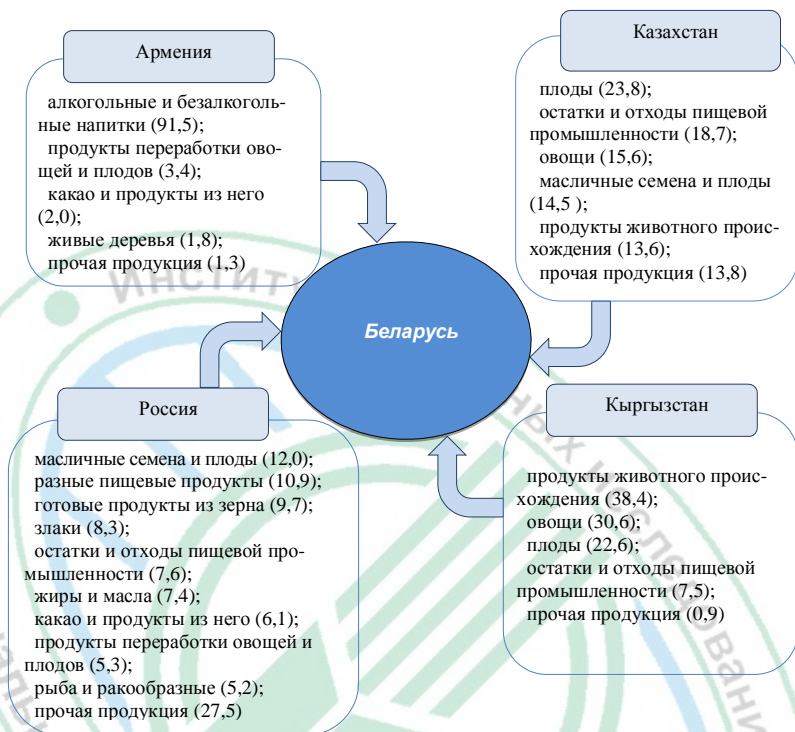 Армения
алкогольные и безалкоголь-
ные напитки (91,5);
продукты переработки ово-
щей и плодов (3,4);
какао и продукты из него
(2,0);
живые деревья (1,8);
прочая продукция (1,3)
Казахстан
плоды (23,8);
остатки и отходы пищевой
промышленности (18,7);
овощи (15,6);
масличные семена и плоды
(14,5 );
продукты животного проис-
хождения (13,6);
прочая продукция (13,8)
Беларусь
Россия
масличные семена и плоды (12,0);
разные пищевые продукты (10,9);
готовые продукты из зерна (9,7);
злаки (8,3);
остатки и отходы пищевой про-
мышленности (7,6);
жиры и масла (7,4);
какао и продукты из него (6,1);
продукты переработки овощей и
плодов (5,3);
рыба и ракообразные (5,2);
прочая продукция (27,5)
Кыргызстан
продукты животного проис-
хождения (38,4);
овощи (30,6);
плоды (22,6);
остатки и отходы пищевой
промышленности (7,5);
прочая продукция (0,9)